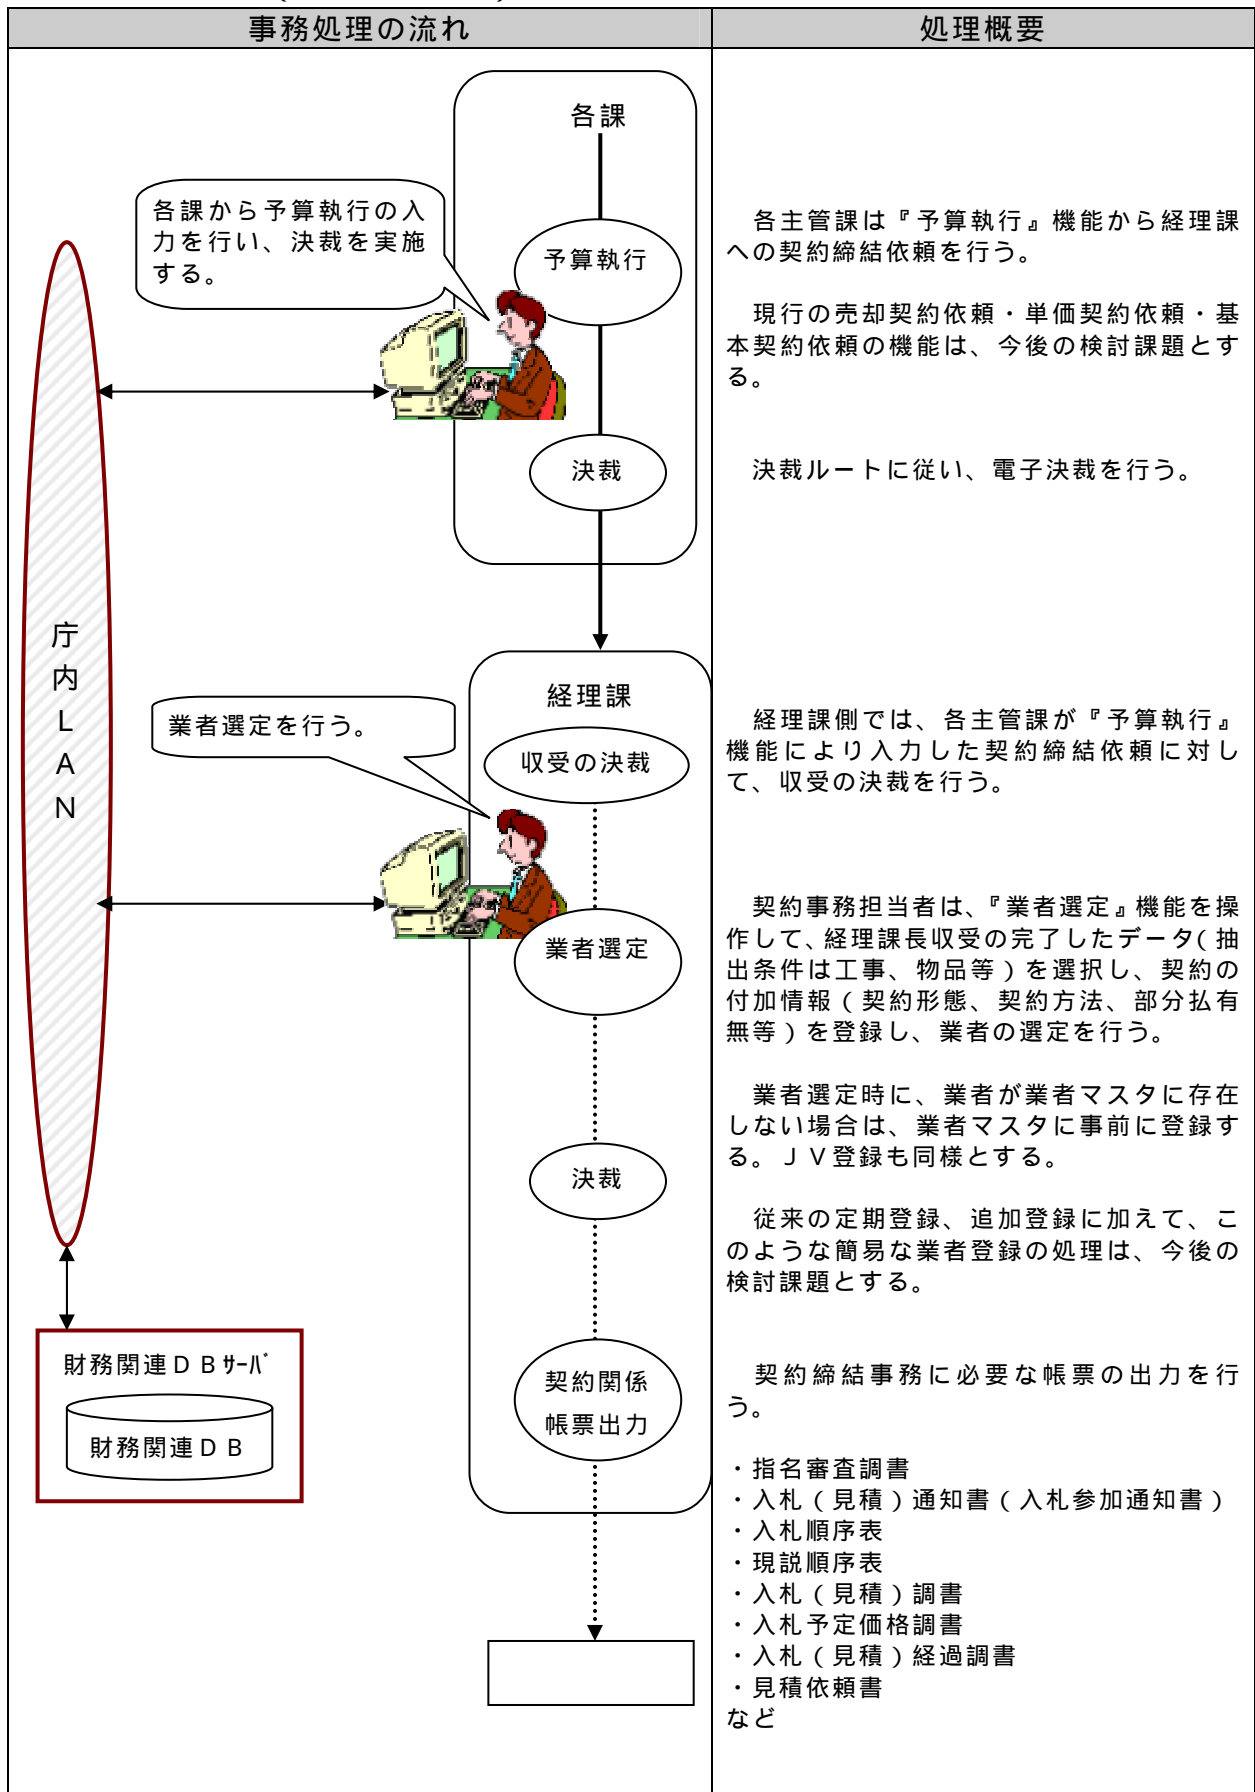 事務処理の流れ
処理概要
各課
各課から予算執行の入
力を行い、決裁を実施
する。
予算執行
決裁
各主管課は『予算執行』機能から経理課
への契約締結依頼を行う。
現行の売却契約依頼・単価契約依頼・基
本契約依頼の機能は、今後の検討課題とす
る。
決裁ルートに従い、電子決裁を行う。
庁
内
L
A
N
経理課
業者選定を行う。
収受の決裁
経理課側では、各主管課が『予算執行』
機能により入力した契約締結依頼に対し
て、収受の決裁を行う。
業者選定
契約事務担当者は、『業者選定』機能を操
作して、経理課長収受の完了したデータ(抽
出条件は工事、物品等)を選択し、契約の
付加情報(契約形態、契約方法、部分払有
無等)を登録し、業者の選定を行う。
業者選定時に、業者が業者マスタに存在
しない場合は、業者マスタに事前に登録す
る。JV登録も同様とする。
決裁
従来の定期登録、追加登録に加えて、こ
のような簡易な業者登録の処理は、今後の
検討課題とする。
財務関連DBサーバ
財務関連DB
契約関係
帳票出力
契約締結事務に必要な帳票の出力を行
う。
・指名審査調書
・入札(見積)通知書(入札参加通知書)
・入札順序表
・現説順序表
・入札(見積)調書
・入札予定価格調書
・入札(見積)経過調書
・見積依頼書
など